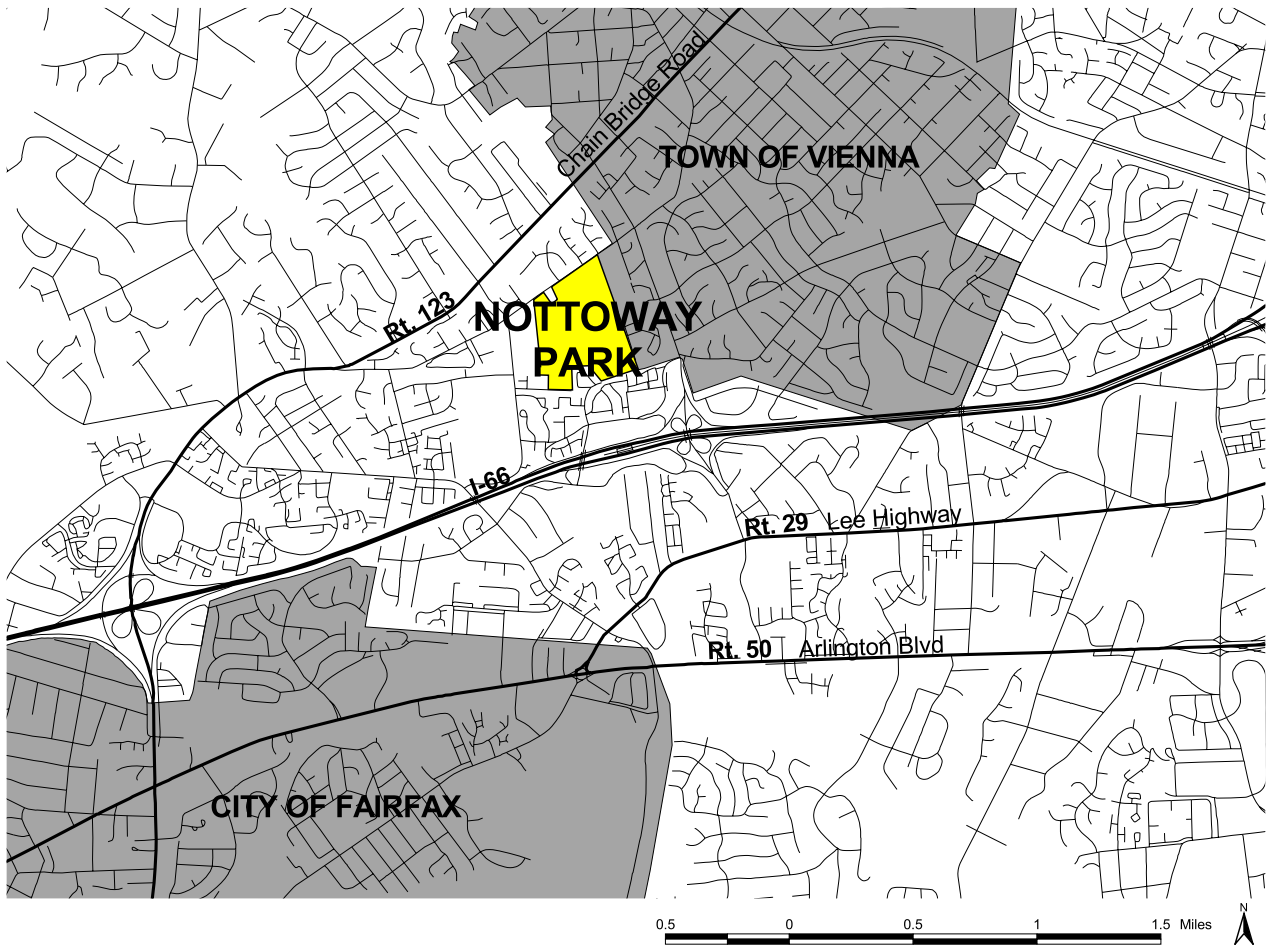 Chain Bridge Road
TOWN OF VIENNA
Rt. 123
NOTTOWAY
PARK
I-66
Rt. 29 Lee Highway
Rt. 50 Arlington Blvd
CITY OF FAIRFAX
N
0.5 0 0.5 1 1.5 Miles